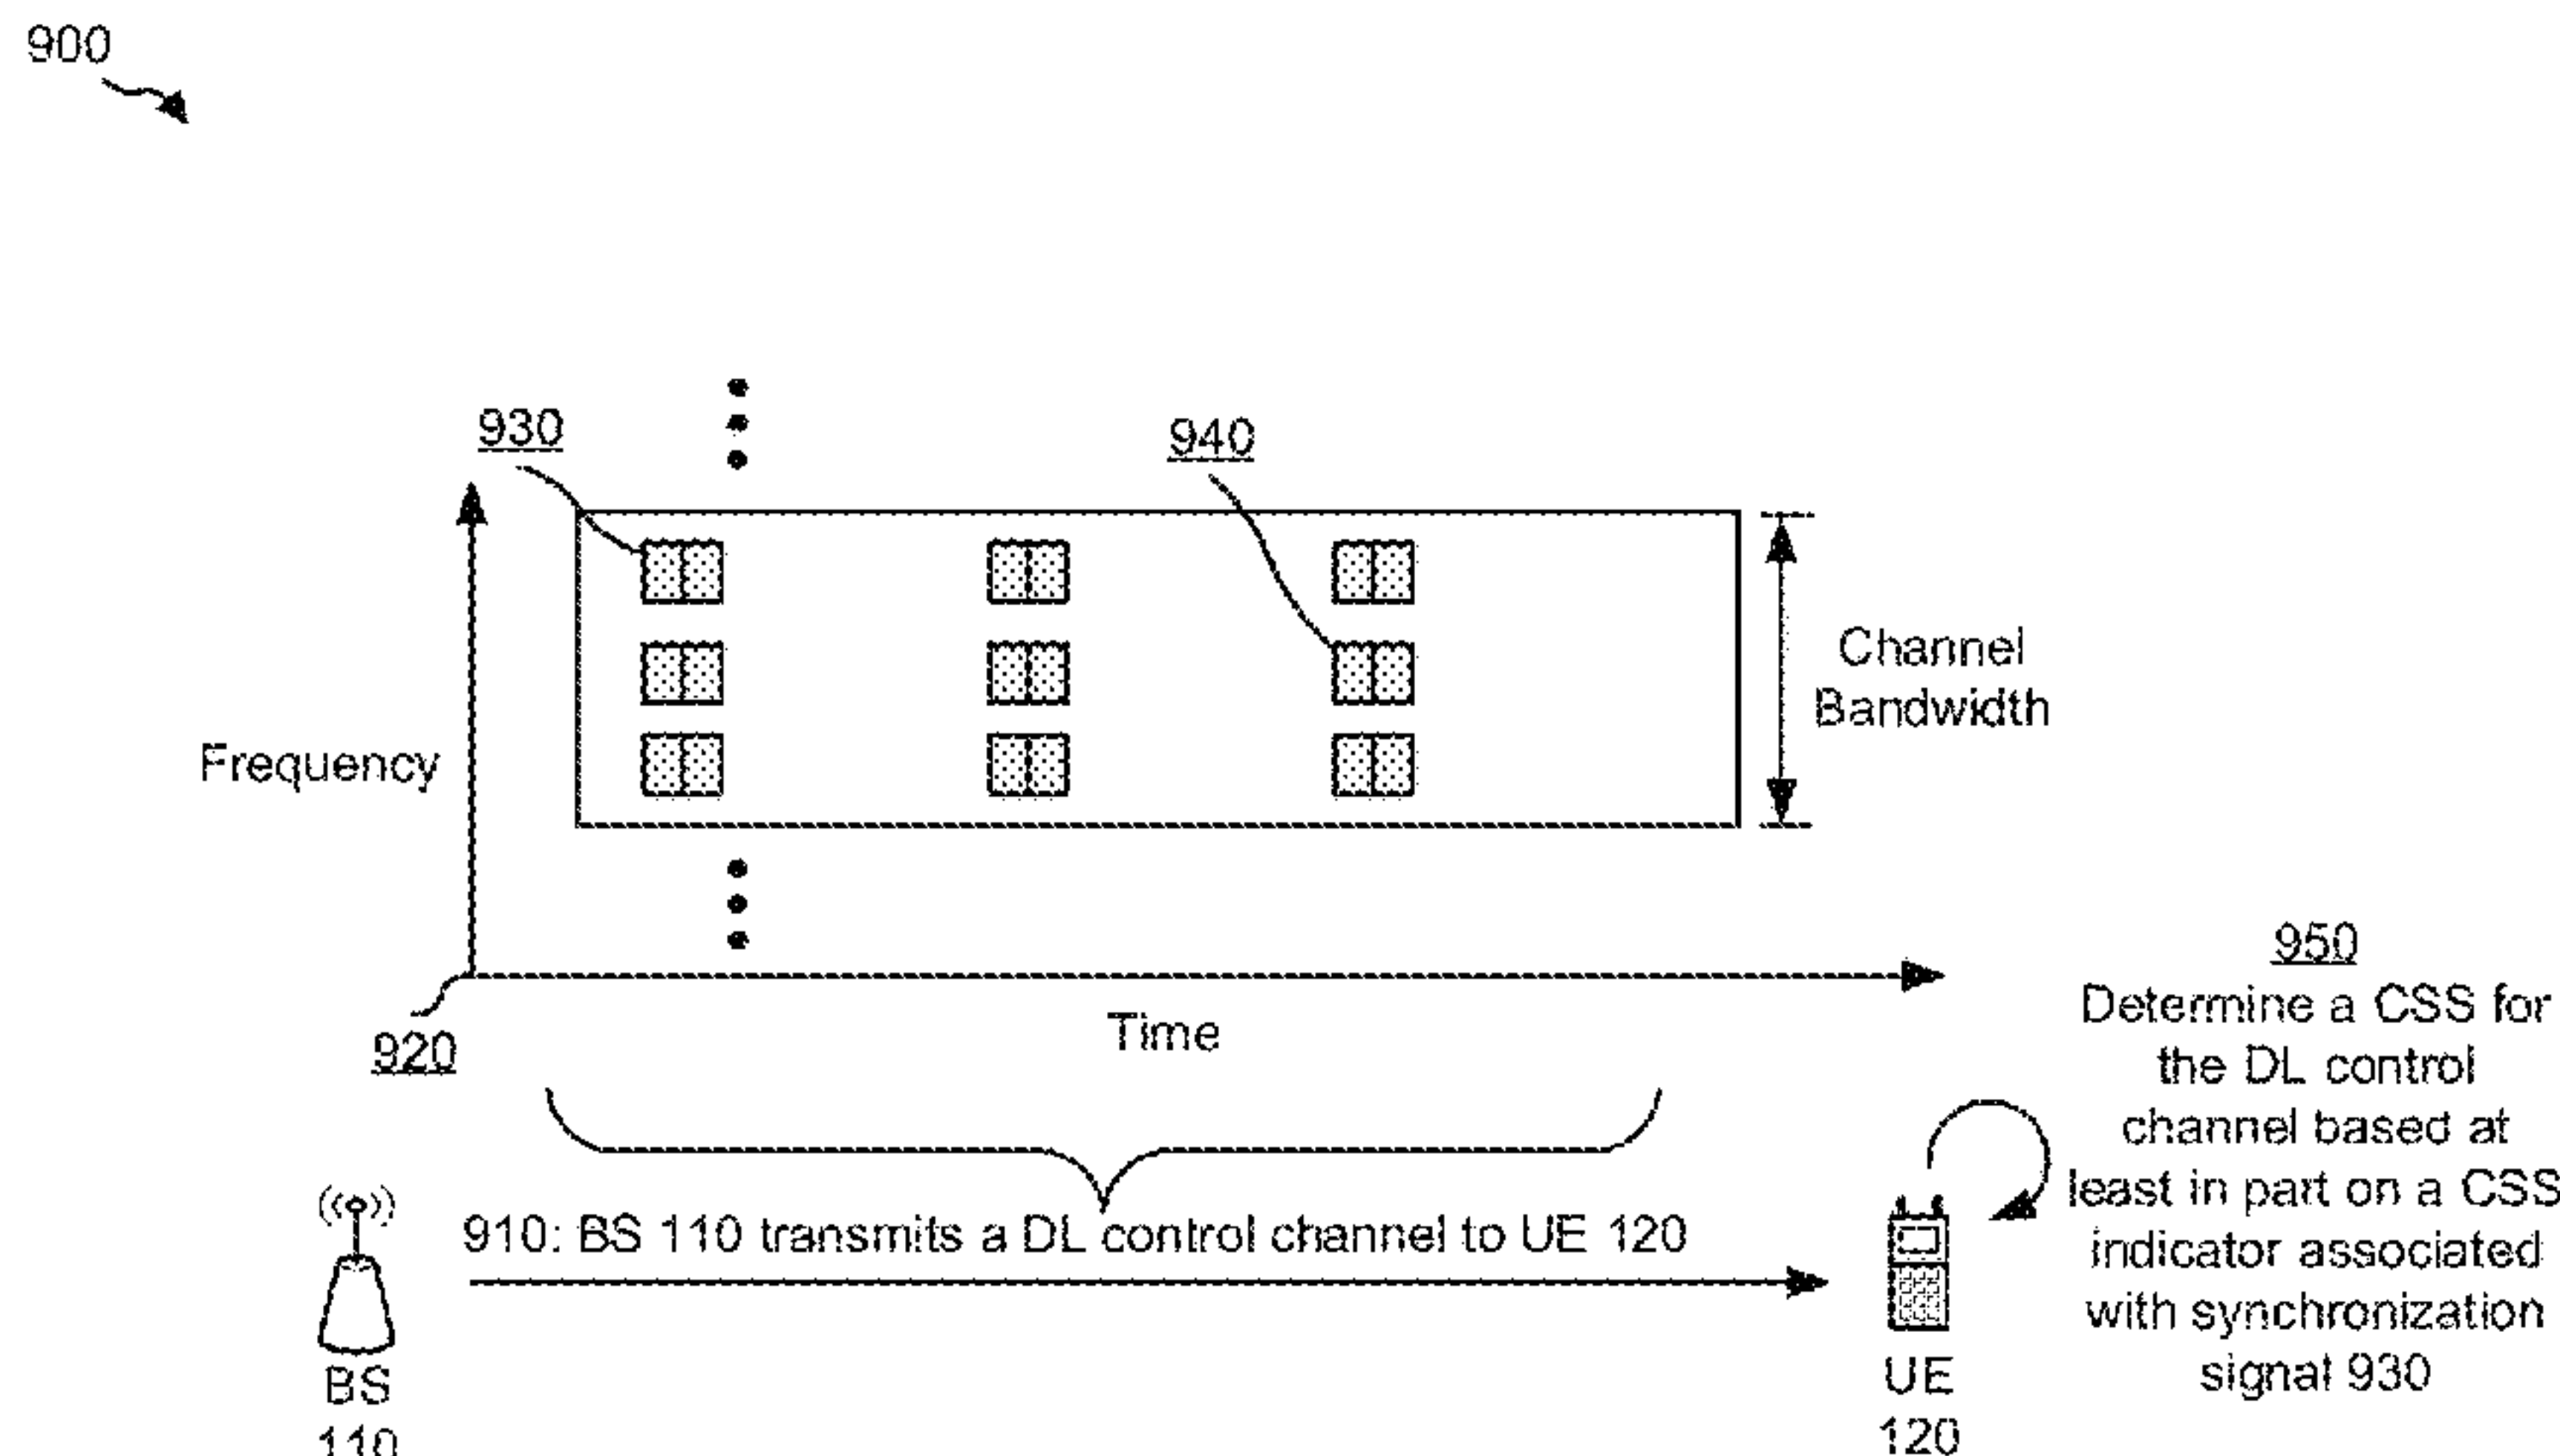 900
930
940
Channel
Bandwidth
Frequency
920
Time
950
Determine a CSS for
the DL control
channel based at
least in part on a CSS
indicator associated
with synchronization
signal 930
910: BS 110 transmits a DL control channel to UE 120
BS
110
UE
120